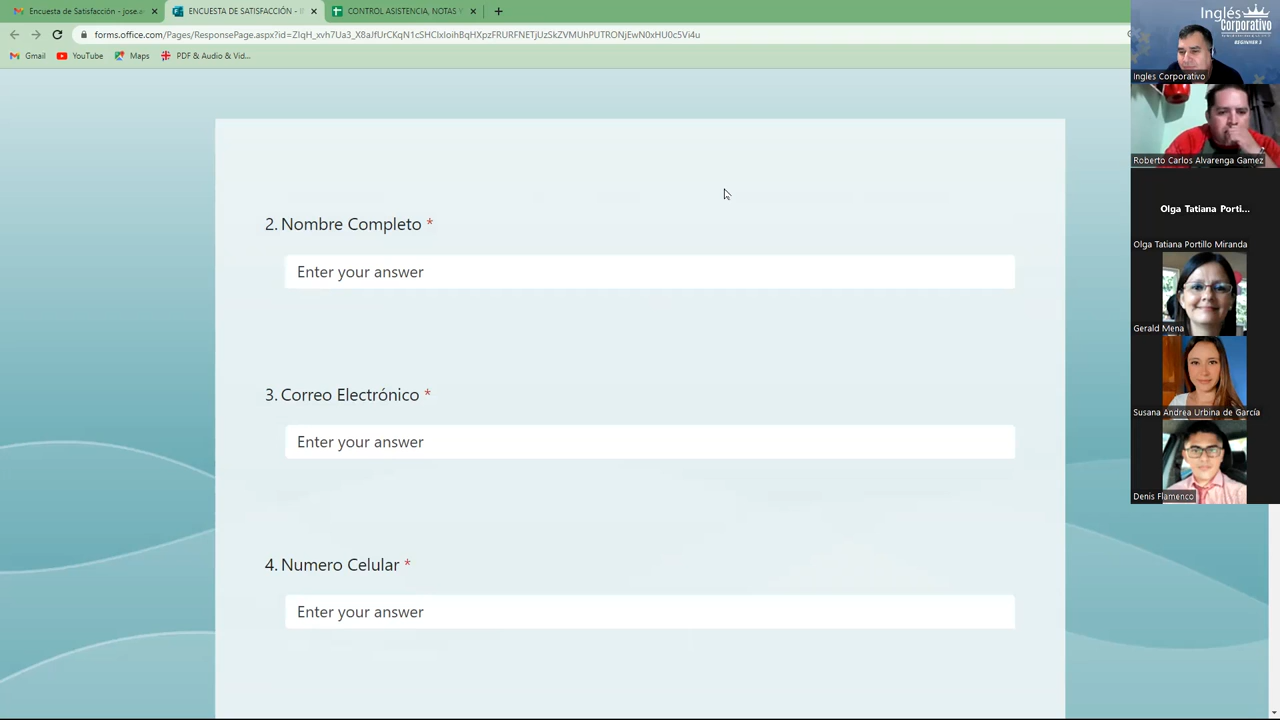 Encuesta de Satisfacción - jose.a
ENCUESTA DE SATISFACCIÓN - 
CONTROL ASISTENCIA, NOTAS Y
forms.office.com/Pages/ResponsePage.aspx?id=
Gmail
YouTube
Maps
PDF & Audio & Vid...
2. Nombre Completo *
Enter your answer
3. Correo Electrónico *
Enter your answer
4. Numero Celular *
Enter your answer
Inglés
Corporativo
BEGINNER 2
Ingles Corporativo
Roberto Carlos Alvarenga Gamez
Olga Tatiana Porti...
Olga Tatiana Portillo Miranda
Gerald Mena
Susana Andrea Urbina de García
Denis Flamenco